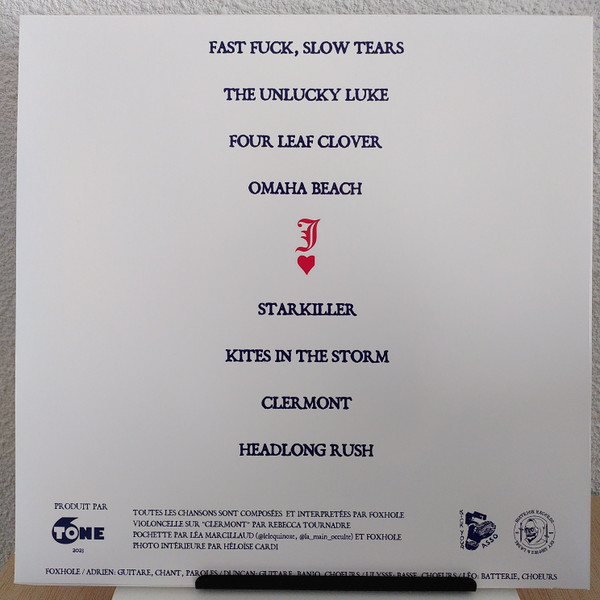 FAST FUCK, SLOW TEARS
THE UNLUCKY LUKE
FOUR LEAF CLOVER
OMAHA BEACH
J
STARKILLER
KITES IN THE STORM
CLERMONT
HEADLONG RUSH
PRODUIT PAR
6TONE
2021
TOUTES LES CHANSONS SONT COMPOSÉES ET INTERPRETÉES PAR FOXHOLE
VIOLONCELLE SUR "CLERMONT" PAR REBECCA TOURNADRE
POCHETTE PAR LÉA MARCILLAUD (@leloquinose, @la_main_occulte) ET FOXHOLE
PHOTO INTÉRIEURE PAR HÉLOISE CARDI
ASSO
FOXHOLE / ADRIEN: GUITARE, CHANT, PAROLES / DUNCAN: GUITARE, BANJO, CHOEURS / ULYSSE: BASSE, CHOEURS / LÉO: BATTERIE, CHOEURS